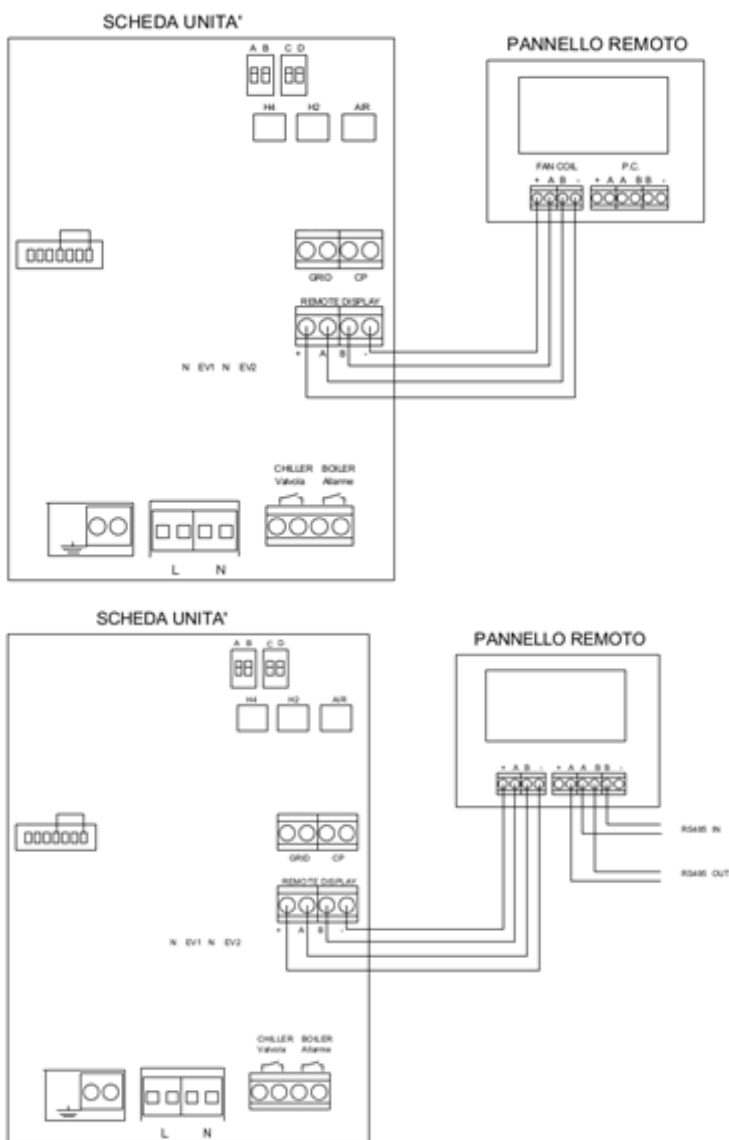 SCHEDA UNITA'
PANNELLO REMOTO
A B C D
H4 H2 AIR
FAN COIL P.C.
+ A B - + A A B B -
GRID CP
REMOTE DISPLAY
+ A B -
N EV1 N EV2
CHILLER BOILER
Valvola Allarme
L N
SCHEDA UNITA'
PANNELLO REMOTO
A B C D
H4 H2 AIR
+ A B - + A A B B -
RS485 IN
GRID CP
RS485 OUT
REMOTE DISPLAY
+ A B -
N EV1 N EV2
CHILLER BOILER
Valvola Allarme
L N